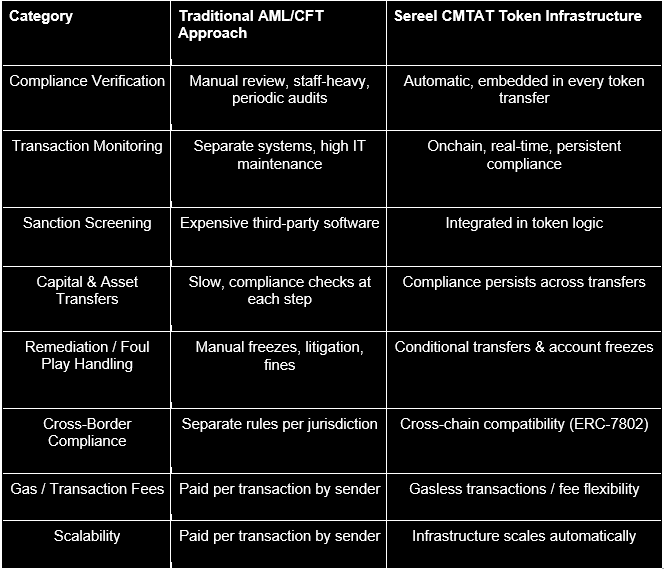 Category
Traditional AML/CFT
Approach
Sereel CMTAT Token Infrastructure
Compliance Verification
Manual review, staff-heavy,
periodic audits
Automatic, embedded in every token
transfer
Transaction Monitoring
Separate systems, high IT
maintenance
Onchain, real-time, persistent
compliance
Sanction Screening
Expensive third-party software
Integrated in token logic
Capital & Asset
Transfers
Slow, compliance checks at
each step
Compliance persists across transfers
Remediation / Foul
Play Handling
Manual freezes, litigation,
fines
Conditional transfers & account freezes
Cross-Border
Compliance
Separate rules per jurisdiction
Cross-chain compatibility (ERC-7802)
Gas / Transaction Fees
Paid per transaction by sender
Gasless transactions / fee flexibility
Scalability
Paid per transaction by sender
Infrastructure scales automatically